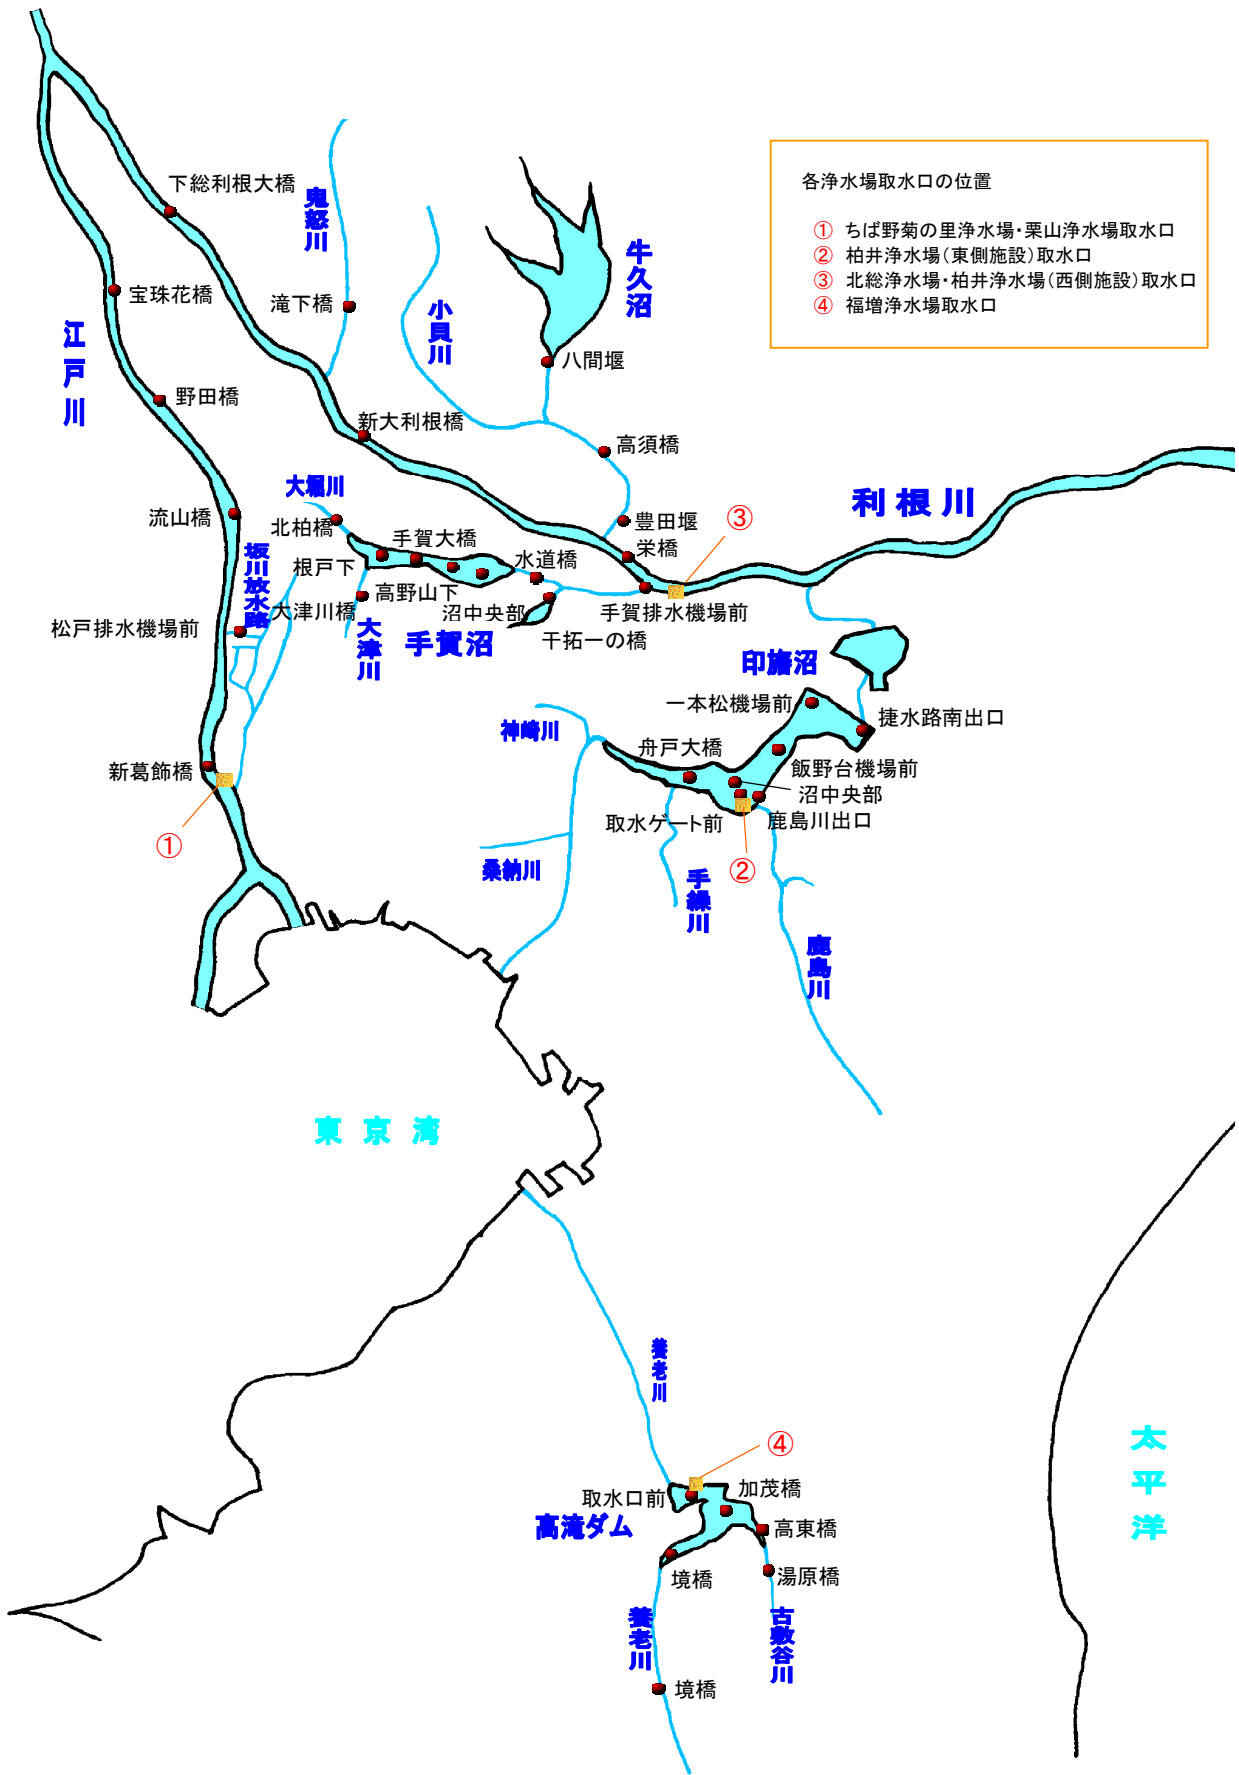 各浄水場取水口の位置
① ちば野菊の里浄水場・栗山浄水場取水口
② 柏井浄水場（東側施設）取水口
③ 北総浄水場・柏井浄水場（西側施設）取水口
④ 福増浄水場取水口
下総利根大橋
鬼怒川
牛久沼
宝珠花橋
滝下橋
小貝川
江戸川
八間堰
野田橋
新大利根橋
高須橋
大堀川
利根川
流山橋
北柏橋
豊田堰
③
手賀大橋
栄橋
坂川放水路
根戸下
水道橋
高野山下
大津川橋
沼中央部
手賀排水機場前
松戸排水機場前
大津川
手賀沼
干拓一の橋
印旛沼
一本松機場前
捷水路南出口
神崎川
舟戸大橋
新葛飾橋
飯野台機場前
沼中央部
取水ゲート前
鹿島川出口
①
桑納川
②
手繰川
鹿島川
東京湾
養老川
太平洋
④
取水口前
加茂橋
高滝ダム
高東橋
境橋
湯原橋
養老川
古敷谷川
境橋